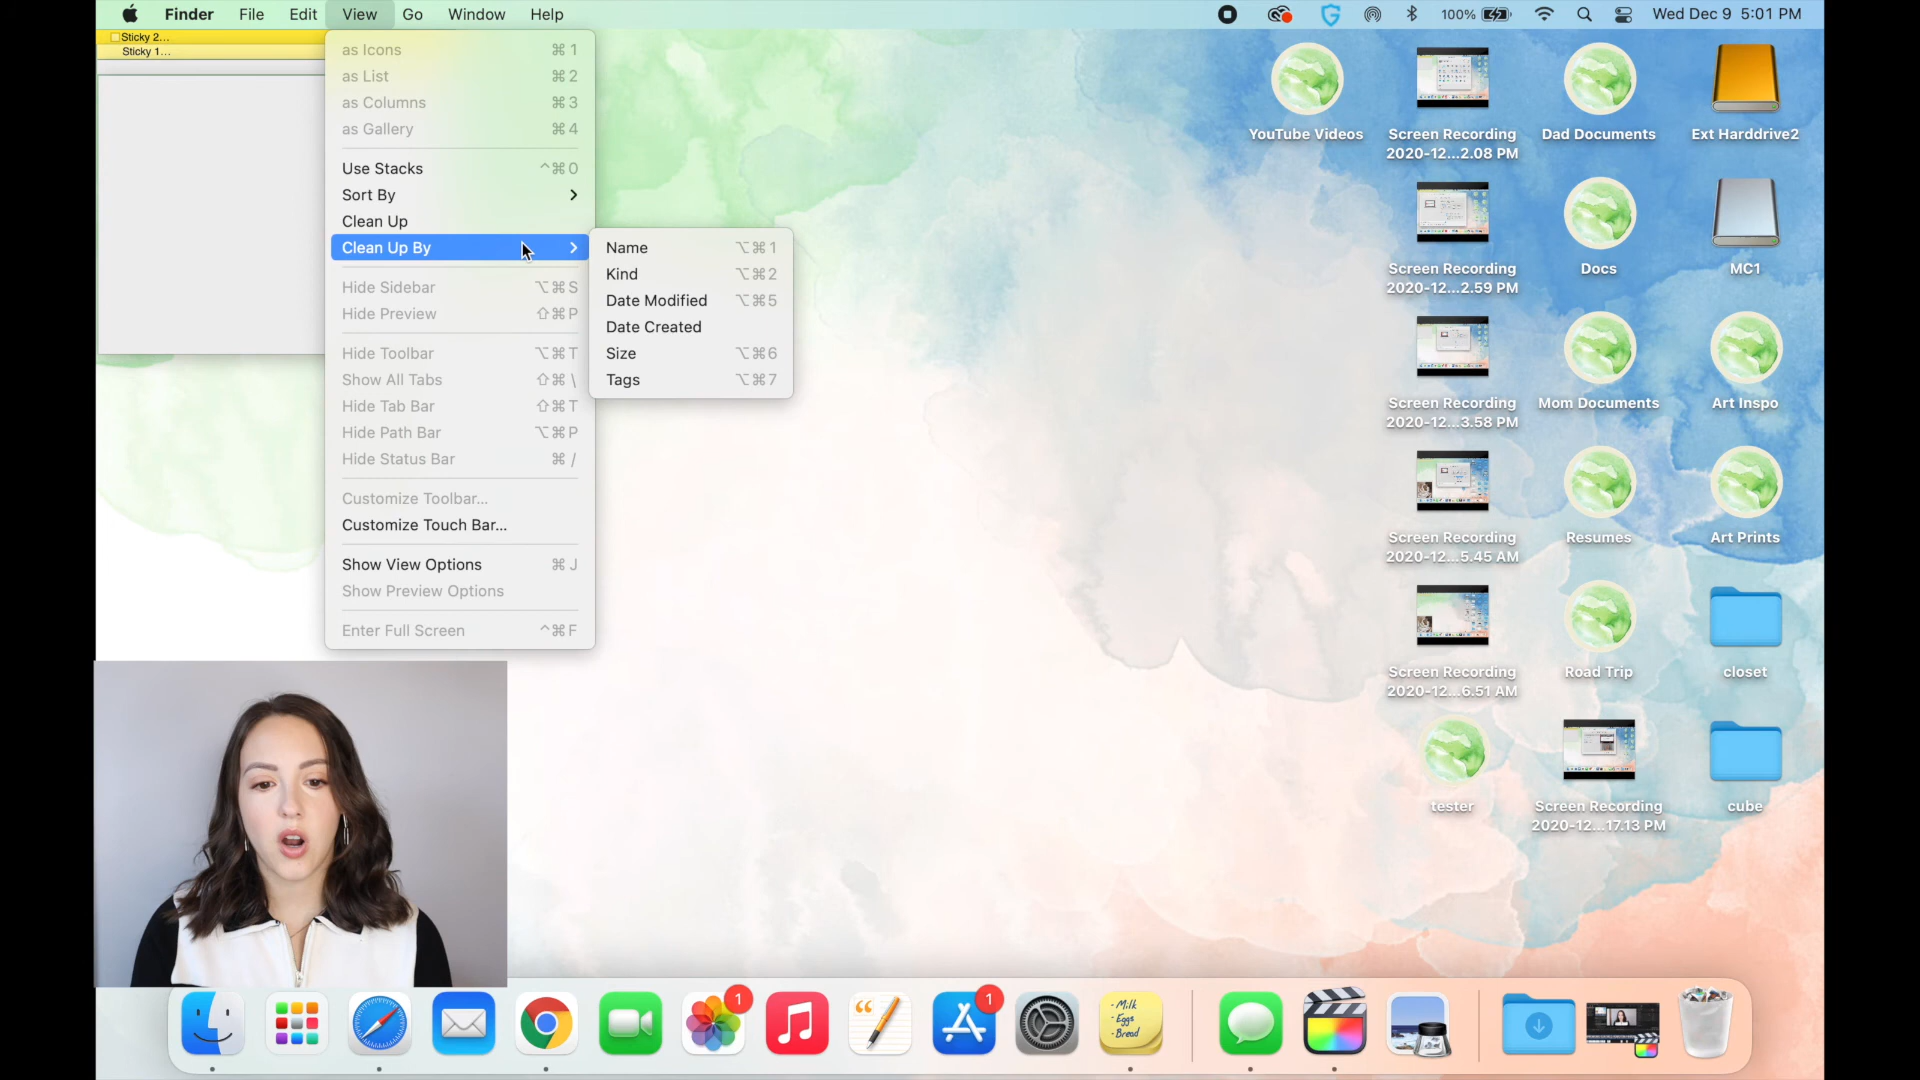 Finder File Edit View Go Window Help 100% Wed Dec 9 5:01 PM
Sticky 2...
Sticky 1...
as Icons ⌘ 1
as List ⌘ 2
as Columns ⌘ 3
as Gallery ⌘ 4
Use Stacks ^⌘0
Sort By
Clean Up
Clean Up By
Hide Sidebar ⌥⌘S
Hide Preview ⇧⌘P
Hide Toolbar ⌥⌘T
Show All Tabs ⇧⌘\
Hide Tab Bar ⇧⌘T
Hide Path Bar ⌥⌘P
Hide Status Bar ⌘ /
Customize Toolbar...
Customize Touch Bar...
Show View Options ⌘ J
Show Preview Options
Enter Full Screen ^⌘F
Name ⌥⌘1
Kind ⌥⌘2
Date Modified ⌥⌘5
Date Created
Size ⌥⌘6
Tags ⌥⌘7
YouTube Videos
Screen Recording
2020-12...2.08 PM
Dad Documents
Ext Harddrive2
Screen Recording
2020-12...2.59 PM
Docs
MC1
Screen Recording
2020-12...3.58 PM
Mom Documents
Art Inspo
Screen Recording
2020-12...5.45 AM
Resumes
Art Prints
Screen Recording
2020-12...6.51 AM
Road Trip
closet
tester
Screen Recording
2020-12...17.13 PM
cube
1
1
- Milk
- Eggs
- Bread